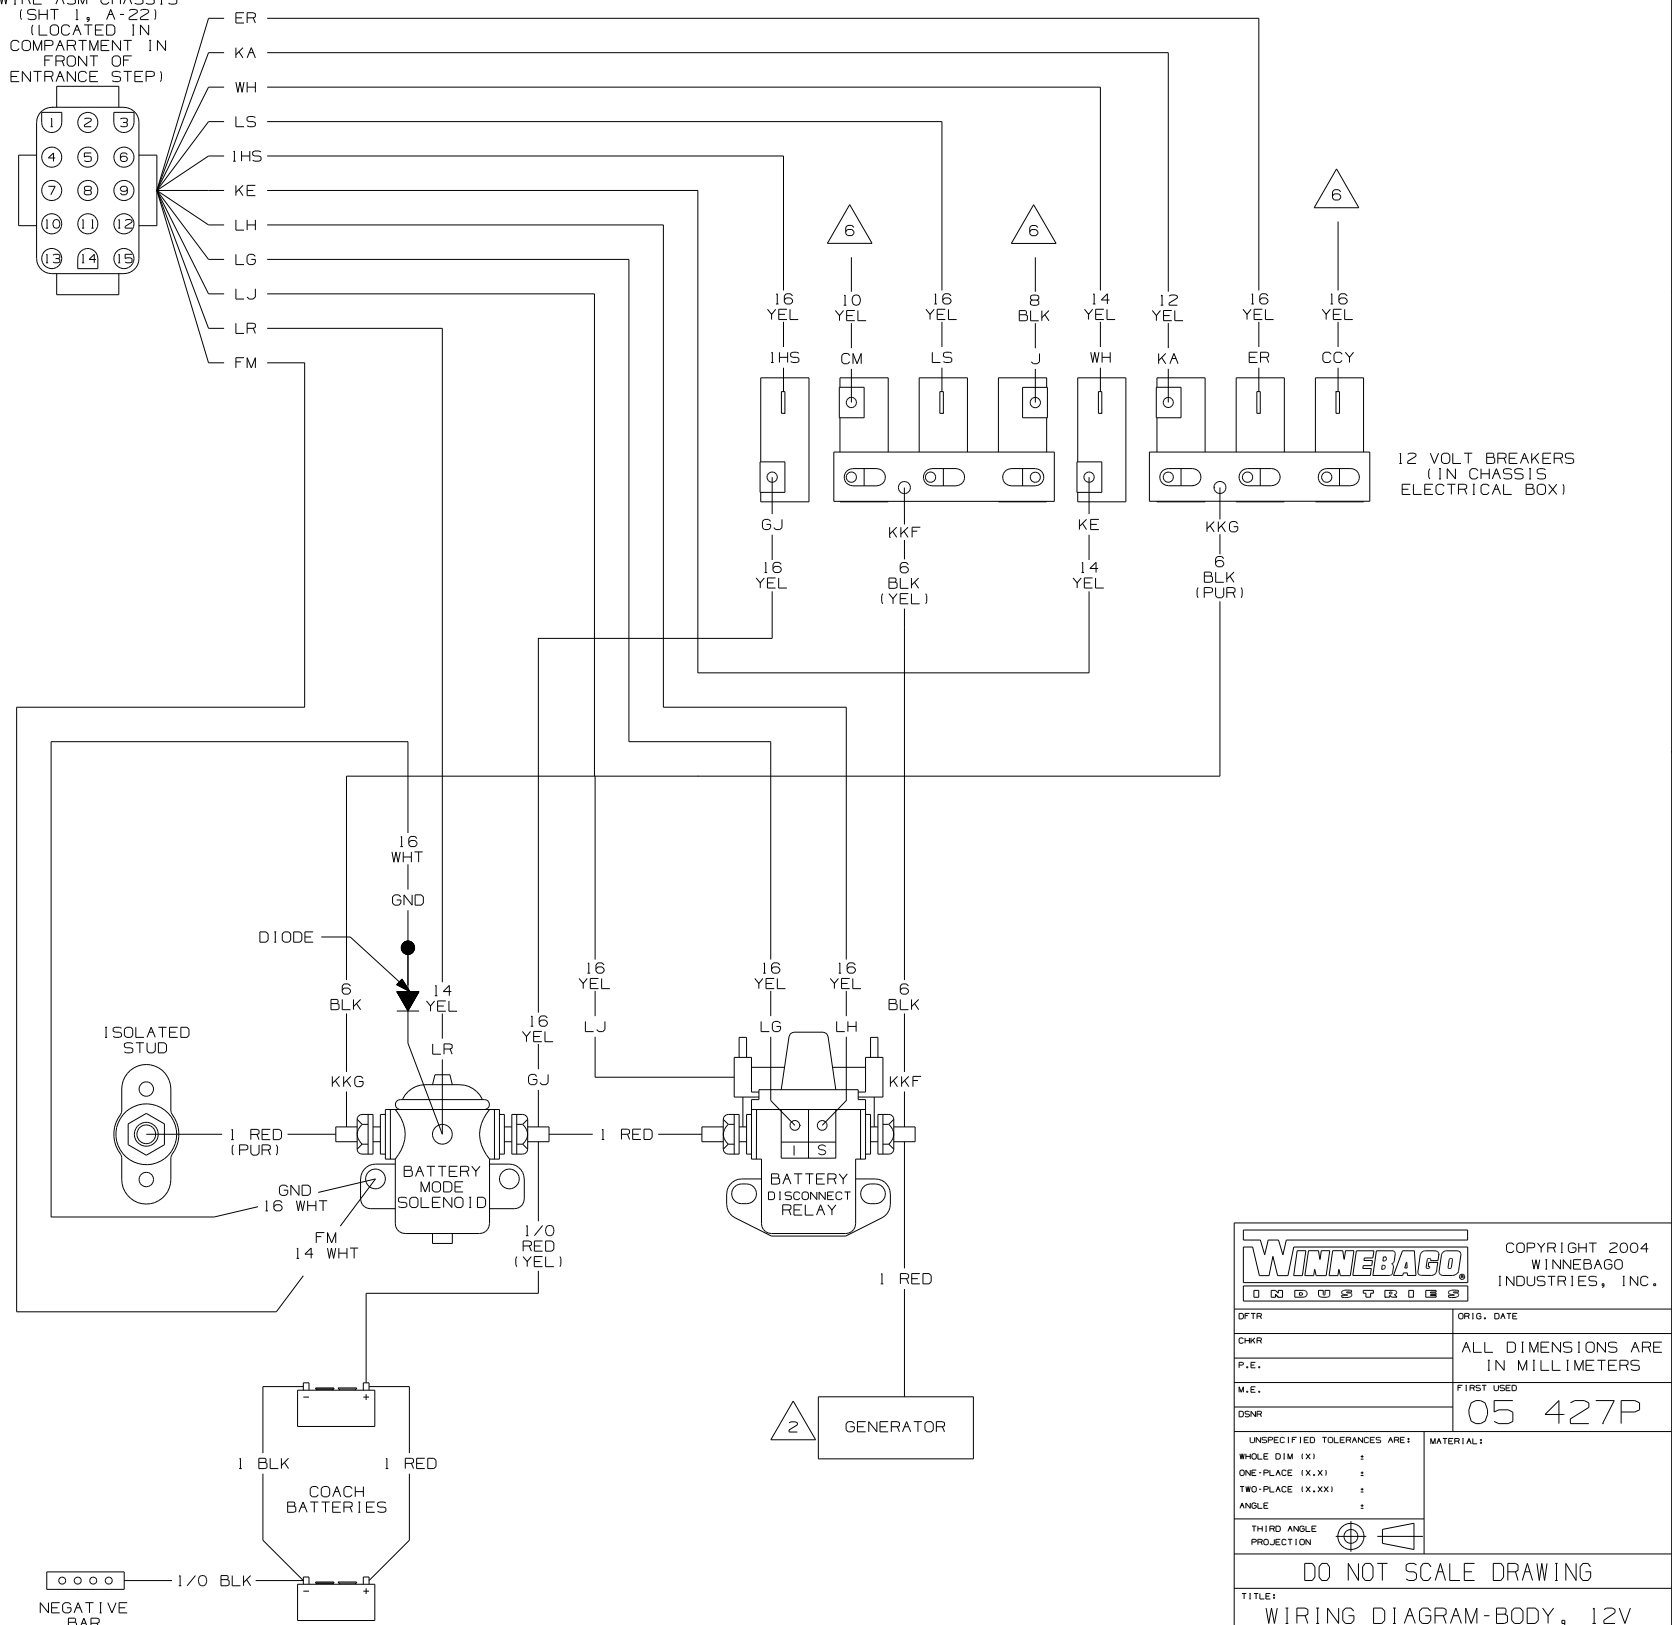 WIRE ASM CHASSIS
(SHT 1, A-22)
(LOCATED IN
COMPARTMENT IN
FRONT OF
ENTRANCE STEP)
1 2 3
4 5 6
7 8 9
10 11 12
13 14 15
ER
KA
WH
LS
1HS
KE
LH
LG
LJ
LR
FM
6
6
6
16
YEL
1HS
10
YEL
CM
16
YEL
LS
8
BLK
J
14
YEL
WH
12
YEL
KA
16
YEL
ER
16
YEL
CCY
12 VOLT BREAKERS
(IN CHASSIS
ELECTRICAL BOX)
GJ
16
YEL
KKF
6
BLK
(YEL)
KE
14
YEL
KKG
6
BLK
(PUR)
16
WHT
GND
DIODE
6
BLK
KKG
14
YEL
LR
16
YEL
GJ
16
YEL
LJ
16
YEL
LG
16
YEL
LH
6
BLK
KKF
ISOLATED
STUD
1 RED
(PUR)
1 RED
I S
BATTERY
MODE
SOLENOID
BATTERY
DISCONNECT
RELAY
GND
16 WHT
FM
14 WHT
1/0
RED
(YEL)
1 RED
2
GENERATOR
- +
1 BLK
1 RED
COACH
BATTERIES
1/0 BLK
- +
NEGATIVE
BAR
WINNEBAGO®
INDUSTRIES
COPYRIGHT 2004
WINNEBAGO
INDUSTRIES, INC.
DFTR
ORIG. DATE
CHKR
ALL DIMENSIONS ARE
IN MILLIMETERS
P.E.
M.E.
FIRST USED
05 427P
DSNR
UNSPECIFIED TOLERANCES ARE:
WHOLE DIM (X) ±
ONE-PLACE (X.X) ±
TWO-PLACE (X.XX) ±
ANGLE ±
MATERIAL:
THIRD ANGLE
PROJECTION
DO NOT SCALE DRAWING
TITLE:
WIRING DIAGRAM-BODY, 12V